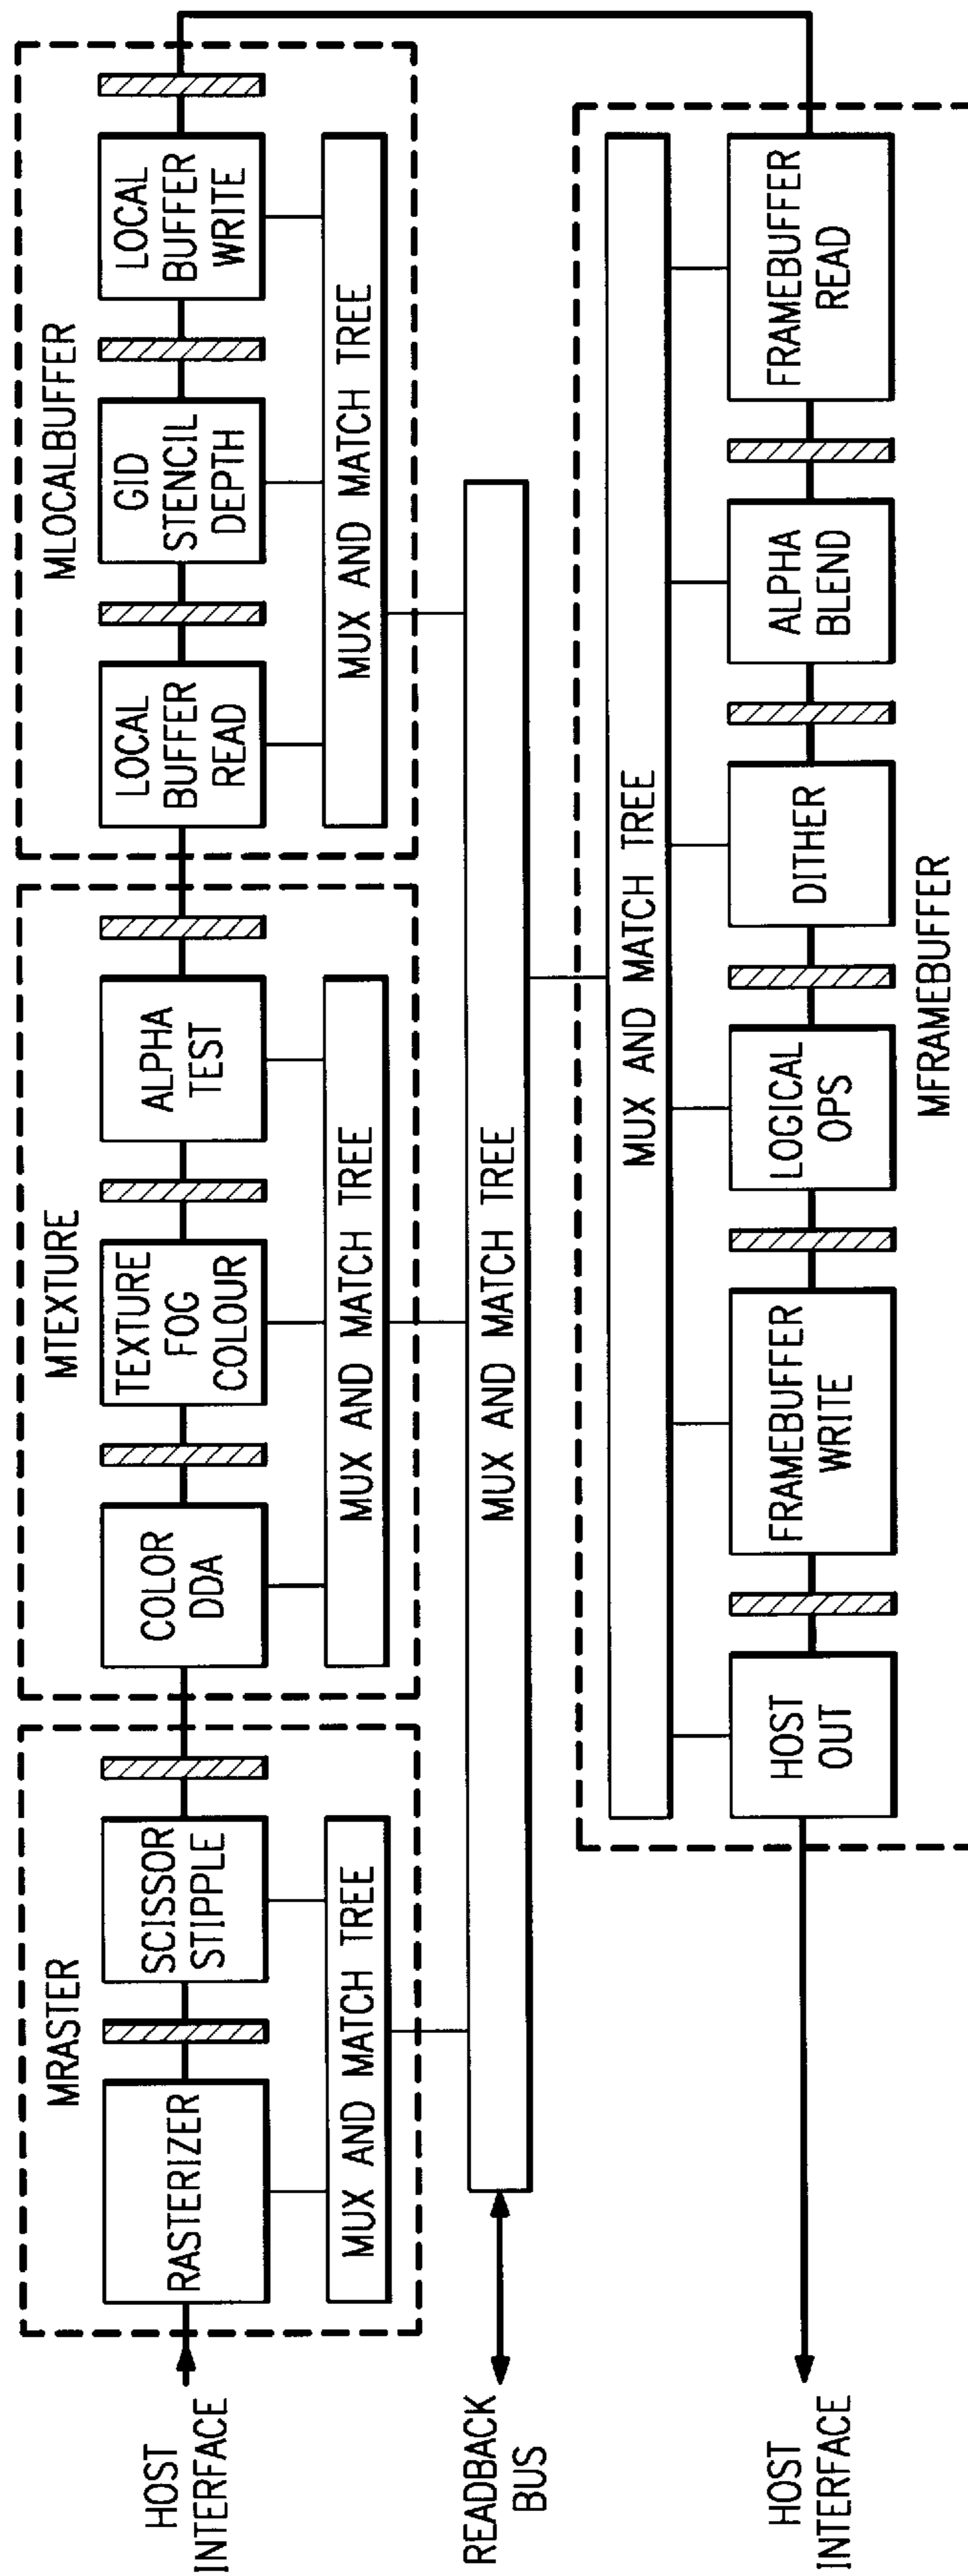 HOST
INTERFACE
MRASTER
RASTERIZER
SCISSOR
STIPPLE
MUX AND MATCH TREE
MTEXTURE
COLOR
DDA
TEXTURE
FOG
COLOUR
ALPHA
TEST
MUX AND MATCH TREE
MLOCALBUFFER
LOCAL
BUFFER
READ
GID
STENCIL
DEPTH
LOCAL
BUFFER
WRITE
MUX AND MATCH TREE
READBACK
BUS
MUX AND MATCH TREE
MUX AND MATCH TREE
HOST
INTERFACE
HOST
OUT
FRAMEBUFFER
WRITE
LOGICAL
OPS
DITHER
ALPHA
BLEND
FRAMEBUFFER
READ
MFRAMEBUFFER